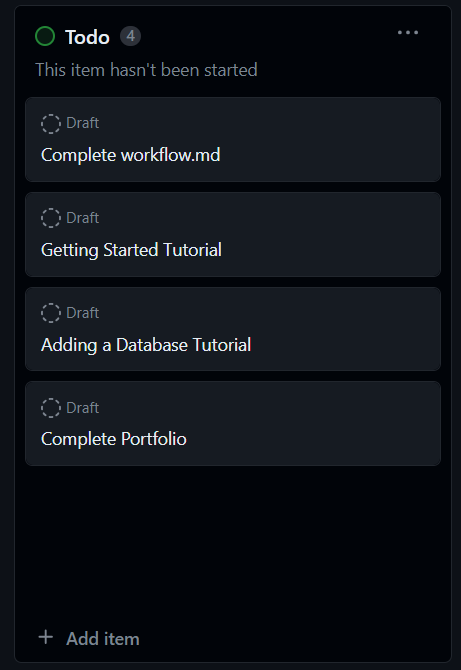 Todo 4
This item hasn't been started
Draft
Complete workflow.md
Draft
Getting Started Tutorial
Draft
Adding a Database Tutorial
Draft
Complete Portfolio
+ Add item